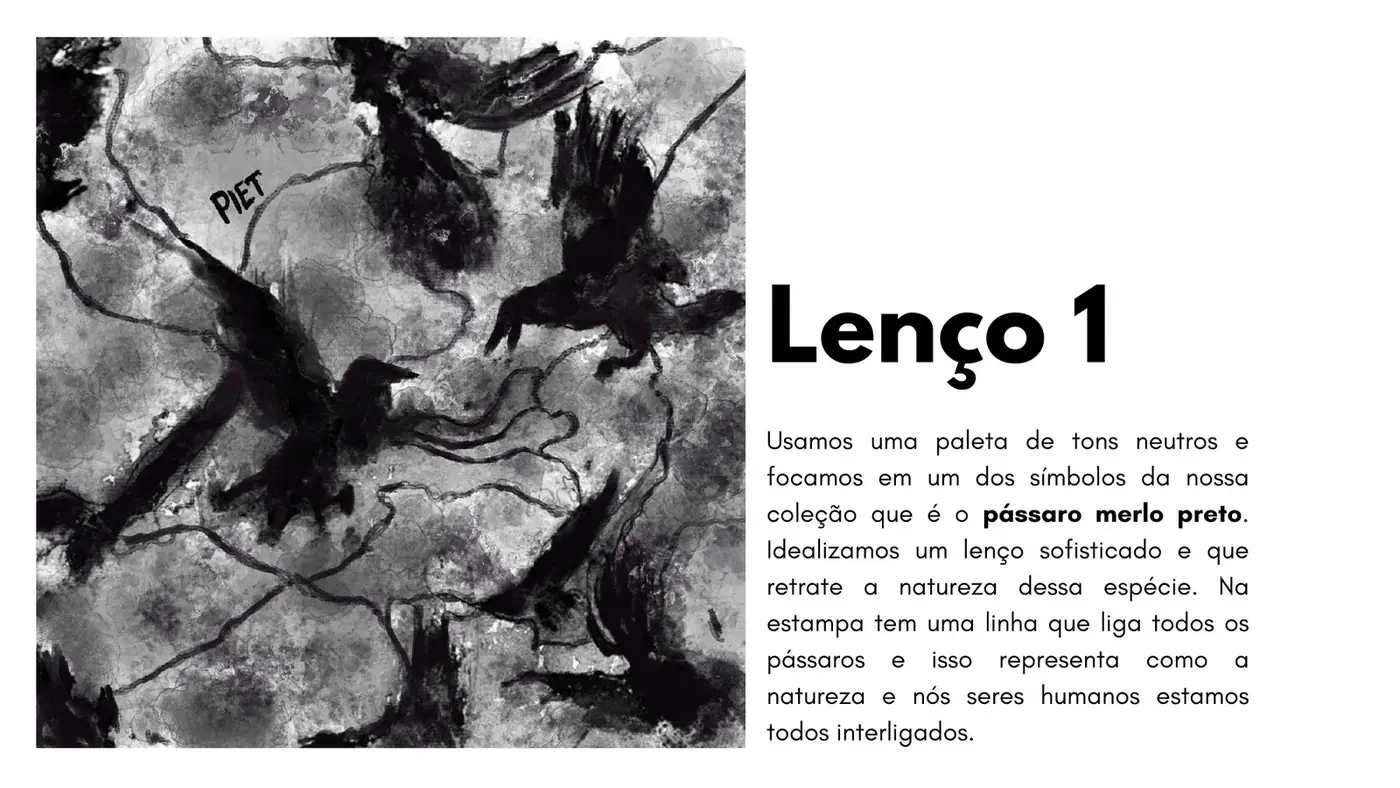 PIET
Lenço 1
Usamos uma paleta de tons neutros e
focamos em um dos símbolos da nossa
coleção que é o pássaro merlo preto.
Idealizamos um lenço sofisticado e que
retrate a natureza dessa espécie. Na
estampa tem uma linha que liga todos os
pássaros e isso representa como a
natureza e nós seres humanos estamos
todos interligados.